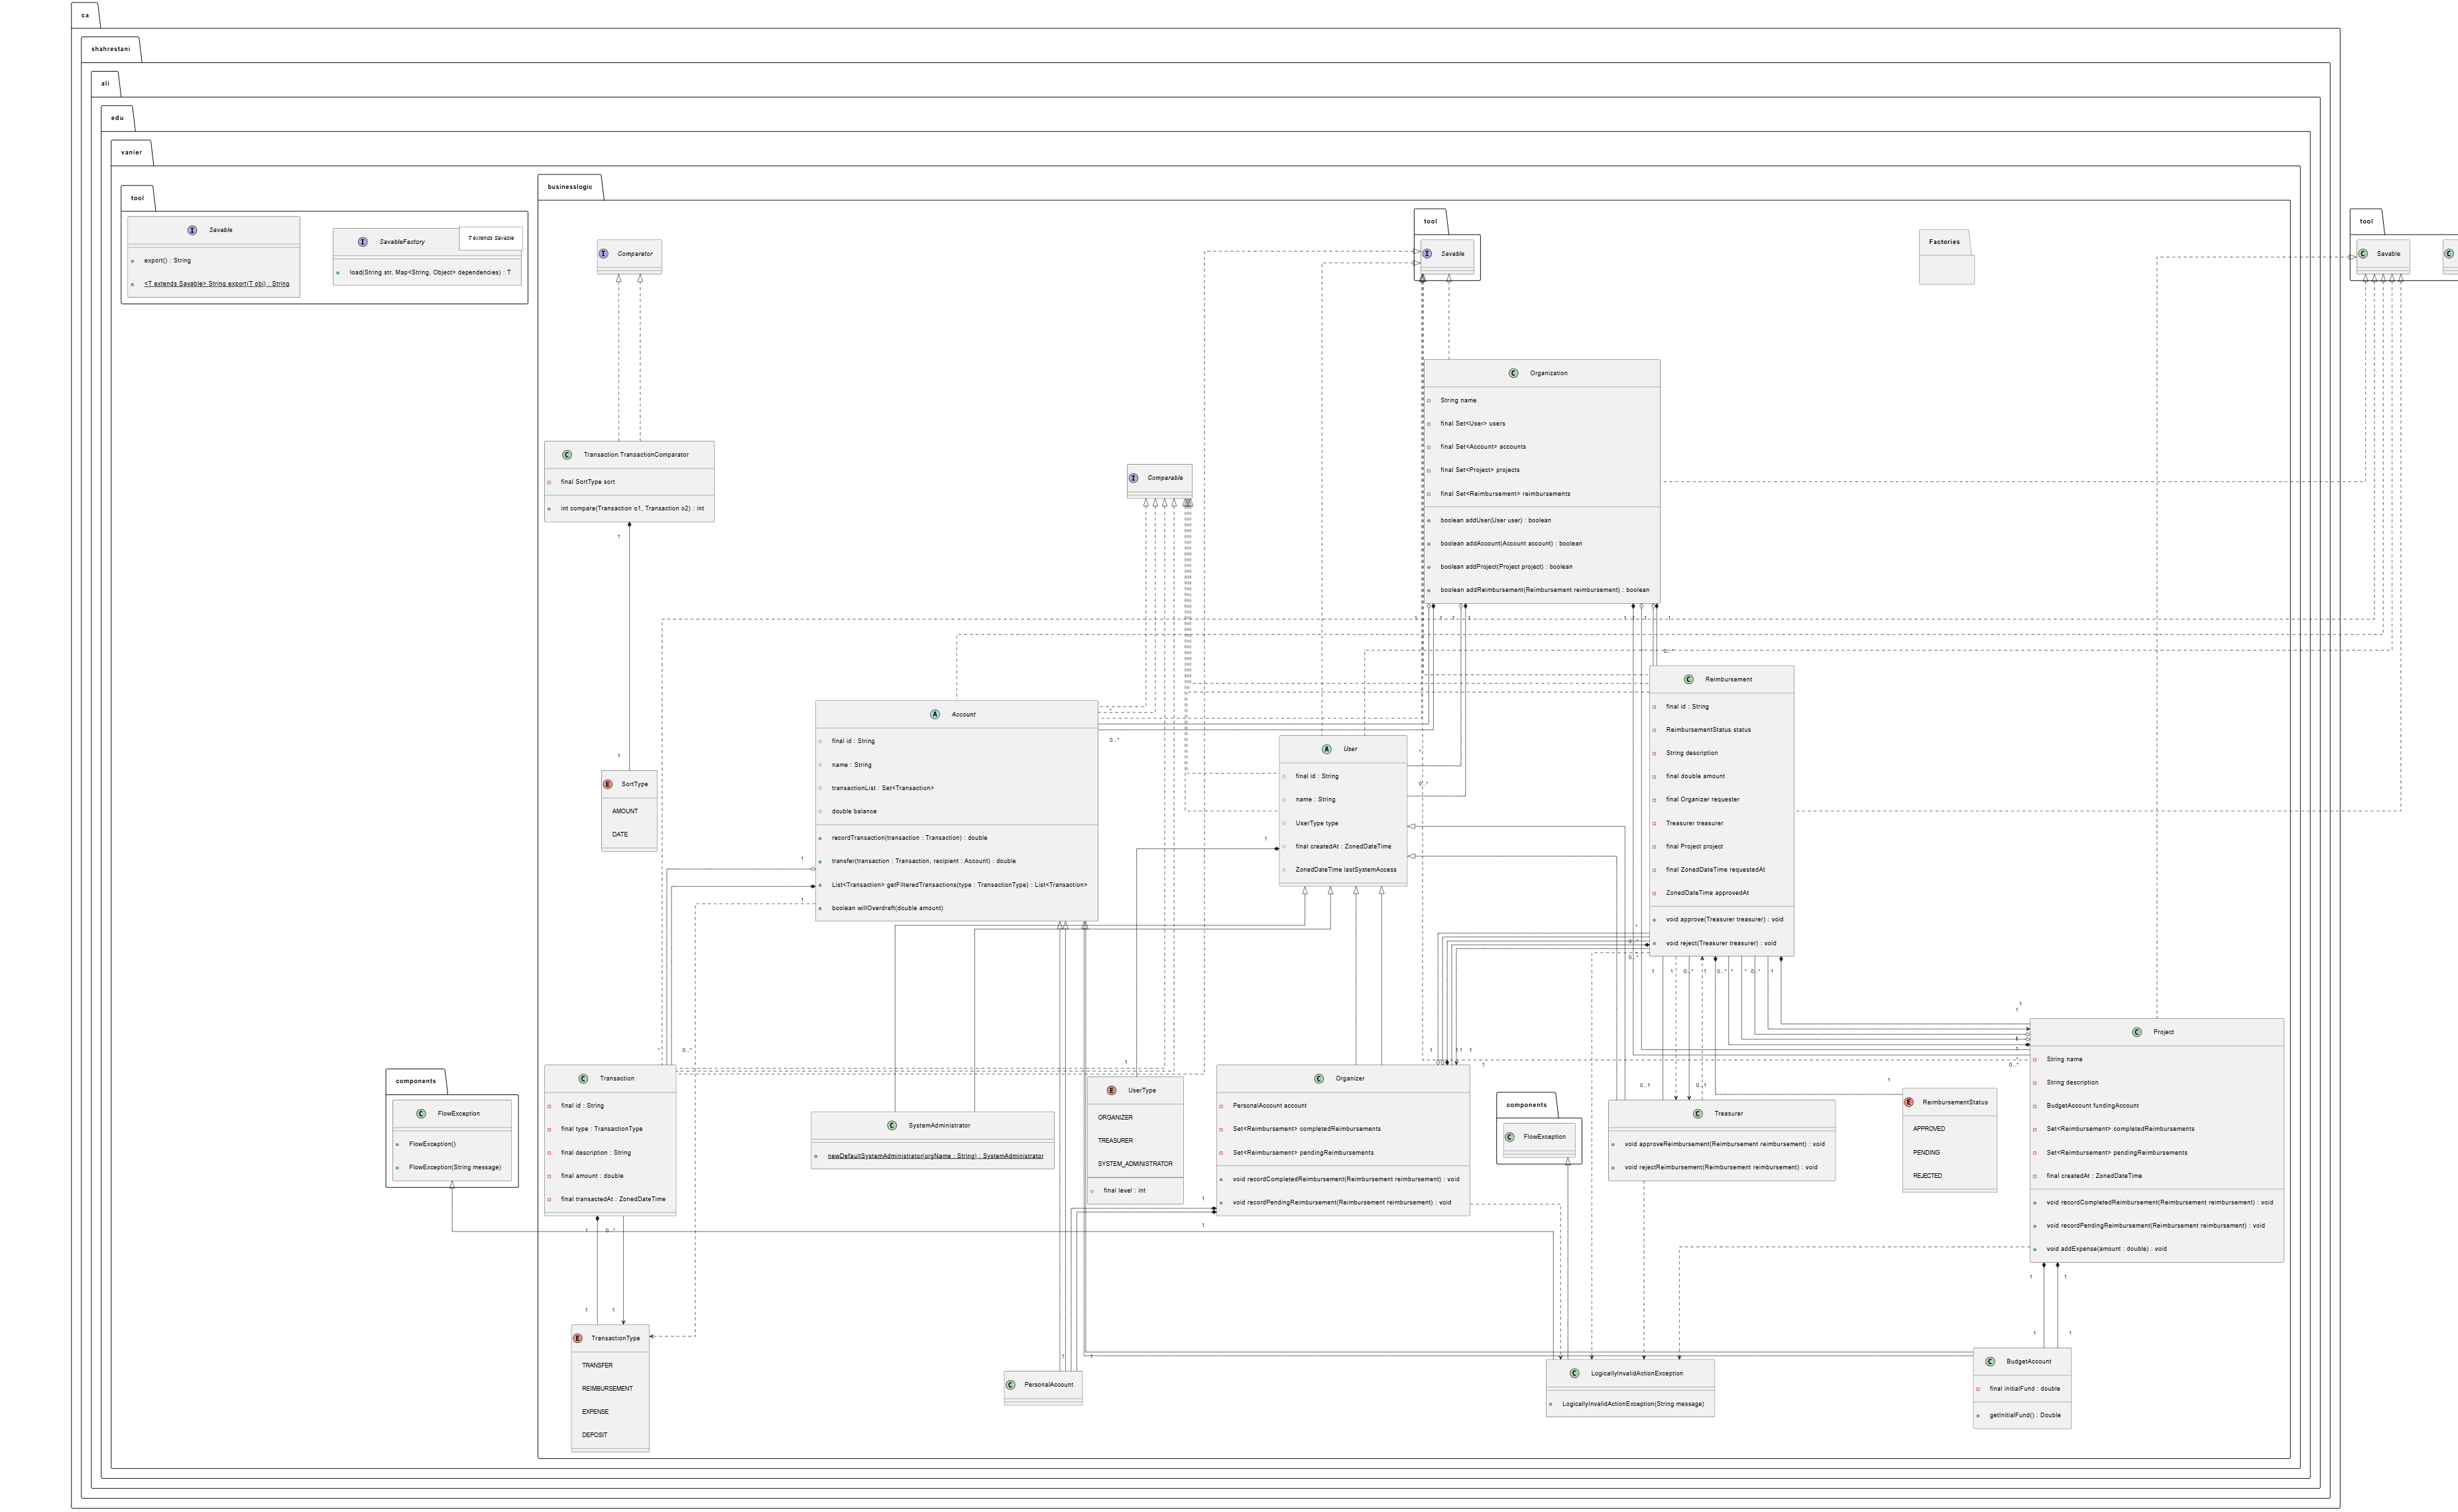 ca
shahrestani
ali
edu
vanier
tool
Savable
export() : String
<T extends Savable> String export(T obj) : String
SavableFactory
T extends Savable
load(String str, Map<String, Object> dependencies) : T
businesslogic
Comparator
tool
Savable
Factories
tool
Savable
Organization
String name
final Set<User> users
final Set<Account> accounts
final Set<Project> projects
final Set<Reimbursement> reimbursements
boolean addUser(User user) : boolean
boolean addAccount(Account account) : boolean
boolean addProject(Project project) : boolean
boolean addReimbursement(Reimbursement reimbursement) : boolean
Transaction.TransactionComparator
final SortType sort
int compare(Transaction o1, Transaction o2) : int
Comparable
SortType
AMOUNT
DATE
Account
final id : String
name : String
transactionList : Set<Transaction>
double balance
recordTransaction(transaction : Transaction) : double
transfer(transaction : Transaction, recipient : Account) : double
List<Transaction> getFilteredTransactions(type : TransactionType) : List<Transaction>
boolean willOverdraft(double amount)
User
final id : String
name : String
UserType type
final createdAt : ZonedDateTime
ZonedDateTime lastSystemAccess
Reimbursement
final id : String
ReimbursementStatus status
String description
final double amount
final Organizer requester
Treasurer treasurer
final Project project
final ZonedDateTime requestedAt
ZonedDateTime approvedAt
void approve(Treasurer treasurer) : void
void reject(Treasurer treasurer) : void
components
FlowException
FlowException()
FlowException(String message)
Transaction
final id : String
final type : TransactionType
final description : String
final amount : double
final transactedAt : ZonedDateTime
SystemAdministrator
newDefaultSystemAdministrator(orgName : String) : SystemAdministrator
UserType
ORGANIZER
TREASURER
SYSTEM_ADMINISTRATOR
final level : int
Organizer
PersonalAccount account
Set<Reimbursement> completedReimbursements
Set<Reimbursement> pendingReimbursements
void recordCompletedReimbursement(Reimbursement reimbursement) : void
void recordPendingReimbursement(Reimbursement reimbursement) : void
components
FlowException
Treasurer
void approveReimbursement(Reimbursement reimbursement) : void
void rejectReimbursement(Reimbursement reimbursement) : void
ReimbursementStatus
APPROVED
PENDING
REJECTED
Project
String name
String description
BudgetAccount fundingAccount
Set<Reimbursement> completedReimbursements
Set<Reimbursement> pendingReimbursements
final createdAt : ZonedDateTime
void recordCompletedReimbursement(Reimbursement reimbursement) : void
void recordPendingReimbursement(Reimbursement reimbursement) : void
void addExpense(amount : double) : void
TransactionType
TRANSFER
REIMBURSEMENT
EXPENSE
DEPOSIT
PersonalAccount
LogicallyInvalidActionException
LogicallyInvalidActionException(String message)
BudgetAccount
final initialFund : double
getInitialFund() : Double